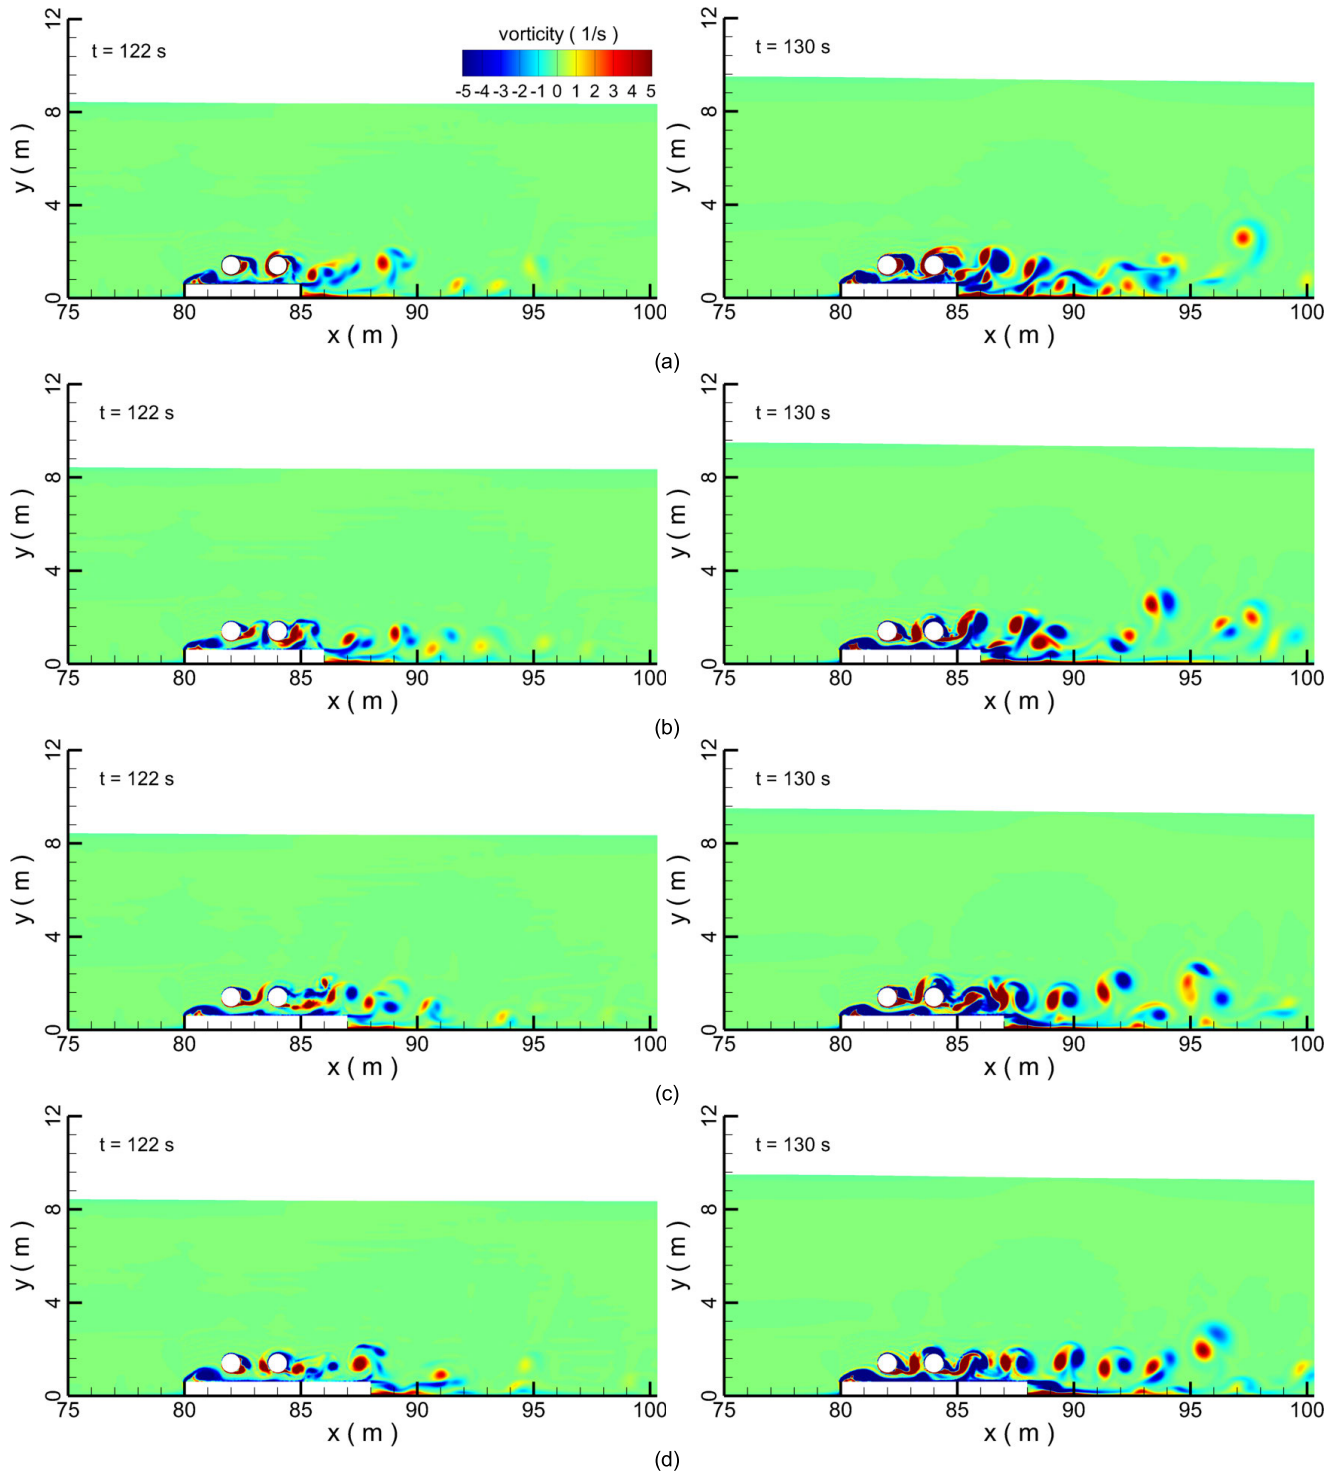 12
8
4
0
y ( m )
t = 122 s
vorticity ( 1/s )
-5 -4 -3 -2 -1 0 1 2 3 4 5
75 80 85 90 95 100
x ( m )
12
8
4
0
y ( m )
t = 130 s
75 80 85 90 95 100
x ( m )
(a)
12
8
4
0
y ( m )
t = 122 s
75 80 85 90 95 100
x ( m )
12
8
4
0
y ( m )
t = 130 s
75 80 85 90 95 100
x ( m )
(b)
12
8
4
0
y ( m )
t = 122 s
75 80 85 90 95 100
x ( m )
12
8
4
0
y ( m )
t = 130 s
75 80 85 90 95 100
x ( m )
(c)
12
8
4
0
y ( m )
t = 122 s
75 80 85 90 95 100
x ( m )
12
8
4
0
y ( m )
t = 130 s
75 80 85 90 95 100
x ( m )
(d)